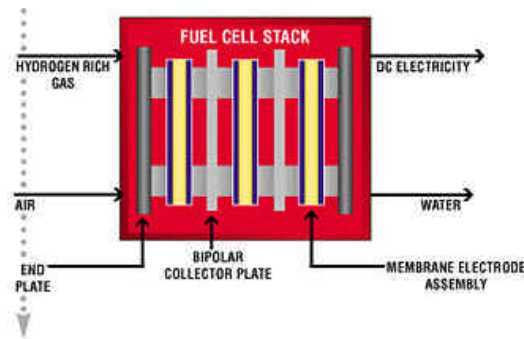 FUEL CELL STACK
HYDROGEN RICH
GAS
DC ELECTRICITY
AIR
WATER
END
PLATE
BIPOLAR
COLLECTOR PLATE
MEMBRANE ELECTRODE
ASSEMBLY